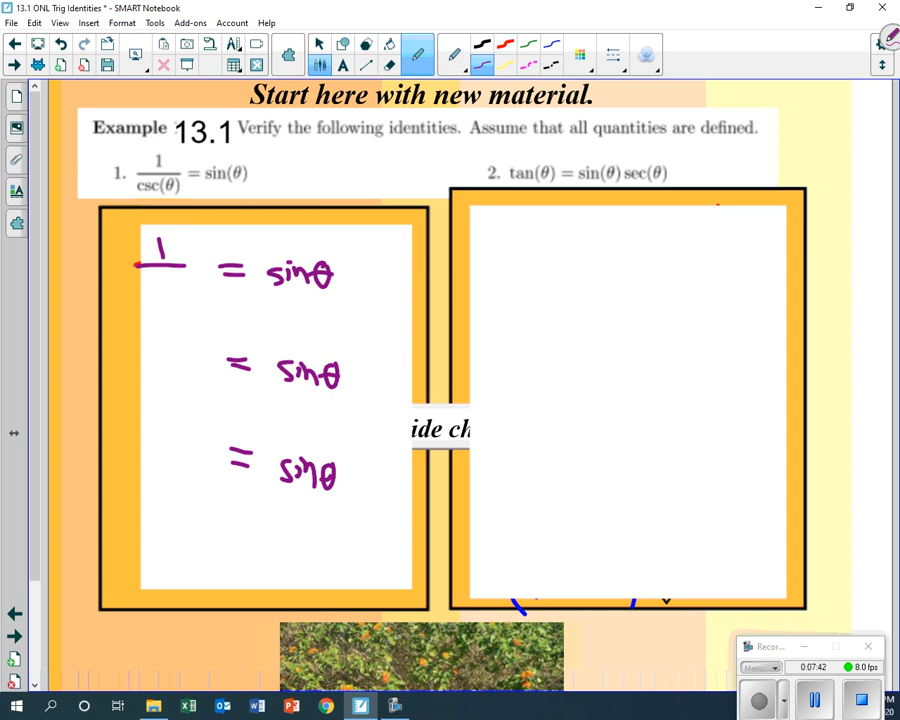 13.1 ONL Trig Identities * - SMART Notebook
File Edit View Insert Format Tools Add-ons Account Help
Start here with new material.
Example 13.1 Verify the following identities. Assume that all quantities are defined.
1. 1/csc(θ) = sin(θ)
2. tan(θ) = sin(θ) sec(θ)
1 = sinθ
= sinθ
ide ch
= sinθ
Recor...
Menu
0:07:42
8.0 fps
PM
20